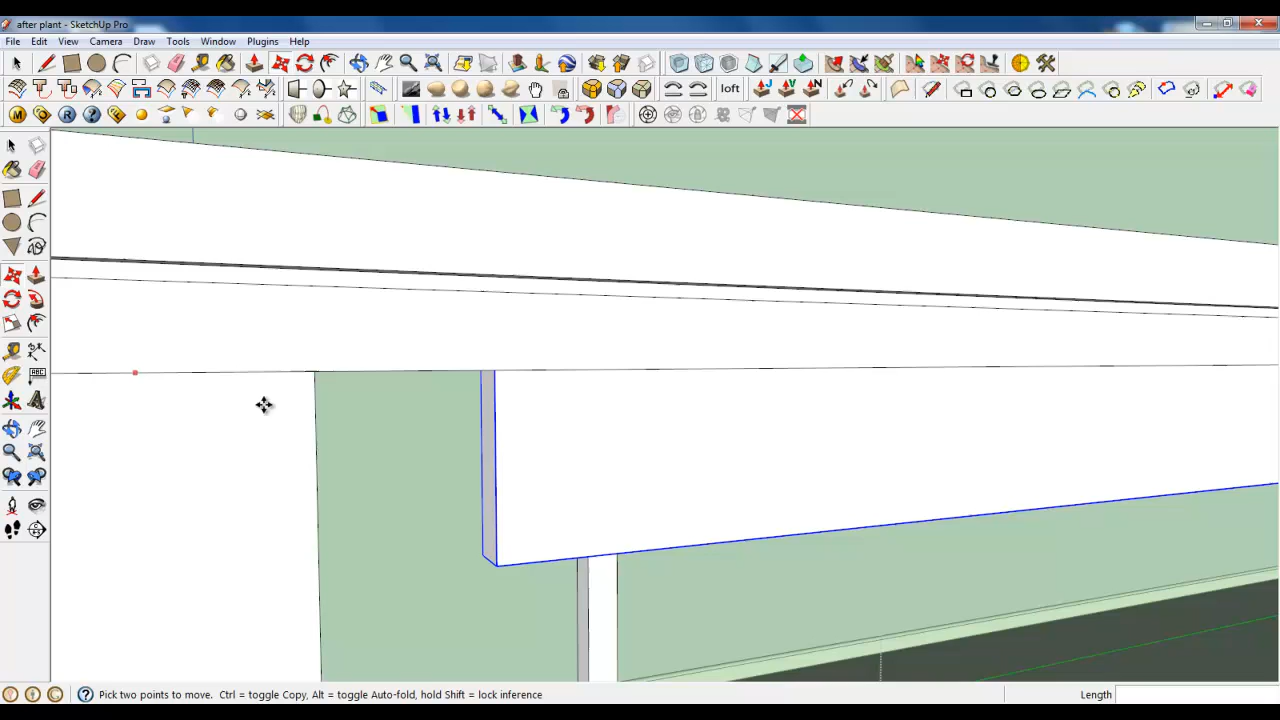 after plant - SketchUp Pro
File Edit View Camera Draw Tools Window Plugins Help
loft
M R ?
ABC
Pick two points to move. Ctrl = toggle Copy, Alt = toggle Auto-fold, hold Shift = lock inference
Length